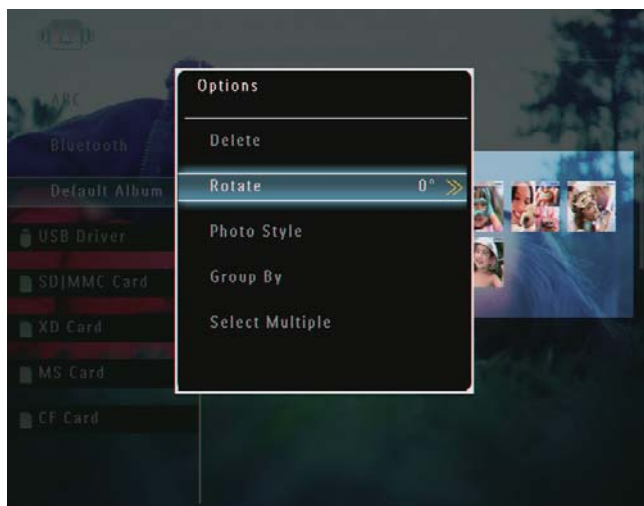 Options
Delete
Rotate 0° »
Photo Style
Group By
Select Multiple
ABC
Bluetooth
Default Album
USB Driver
SD|MMC Card
XD Card
MS Card
CF Card